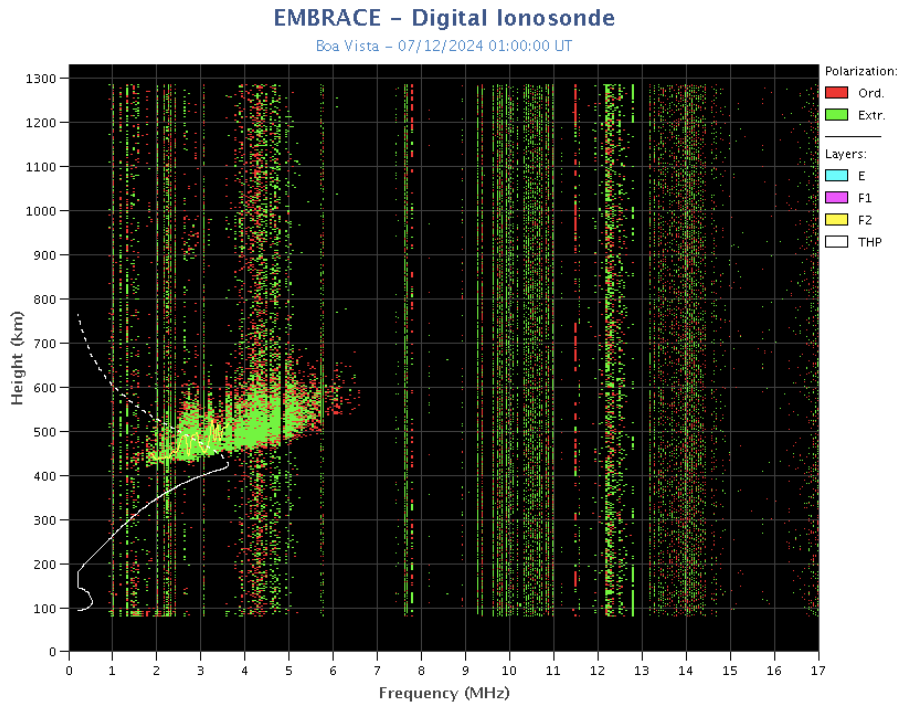 EMBRACE – Digital Ionosonde
Boa Vista – 07/12/2024 01:00:00 UT
Polarization:
Ord.
Extr.
Layers:
E
F1
F2
THP
Height (km)
1300
1200
1100
1000
900
800
700
600
500
400
300
200
100
0
0 1 2 3 4 5 6 7 8 9 10 11 12 13 14 15 16 17
Frequency (MHz)